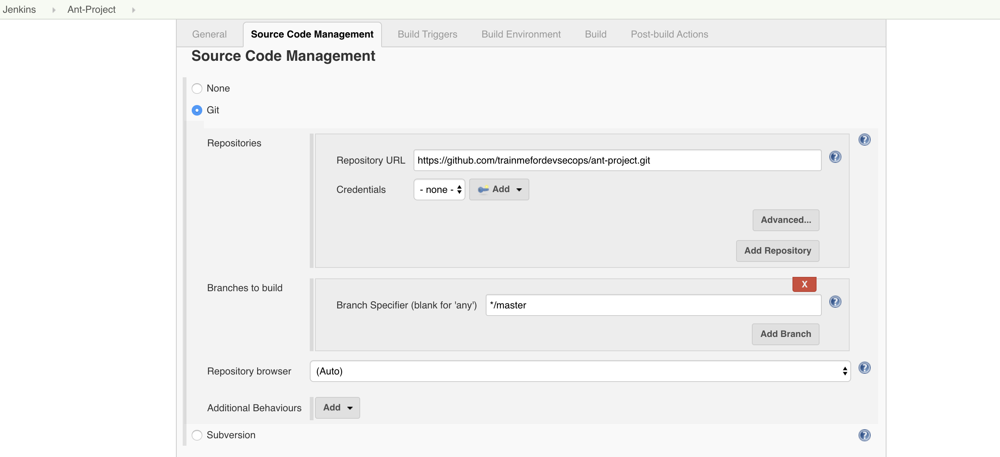 Jenkins Ant-Project
General Source Code Management Build Triggers Build Environment Build Post-build Actions
Source Code Management
None
Git
Repositories
Repository URL https://github.com/trainmefordevsecops/ant-project.git
Credentials - none - Add
Advanced...
Add Repository
Branches to build
X
Branch Specifier (blank for 'any') */master
Add Branch
Repository browser (Auto)
Additional Behaviours Add
Subversion